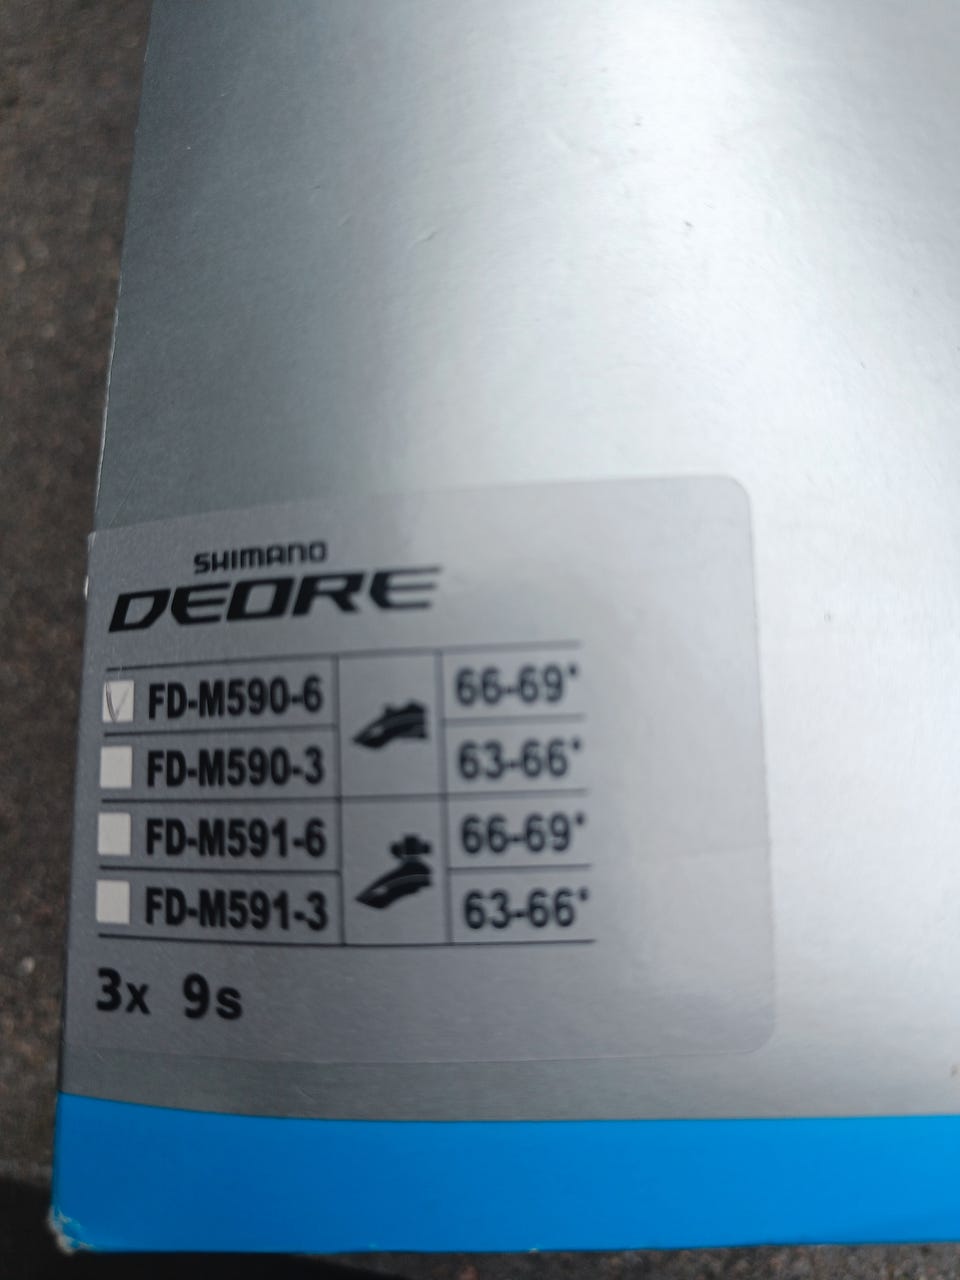 SHIMANO
DEORE
FD-M590-6 66-69°
FD-M590-3 63-66°
FD-M591-6 66-69°
FD-M591-3 63-66°
3x 9s